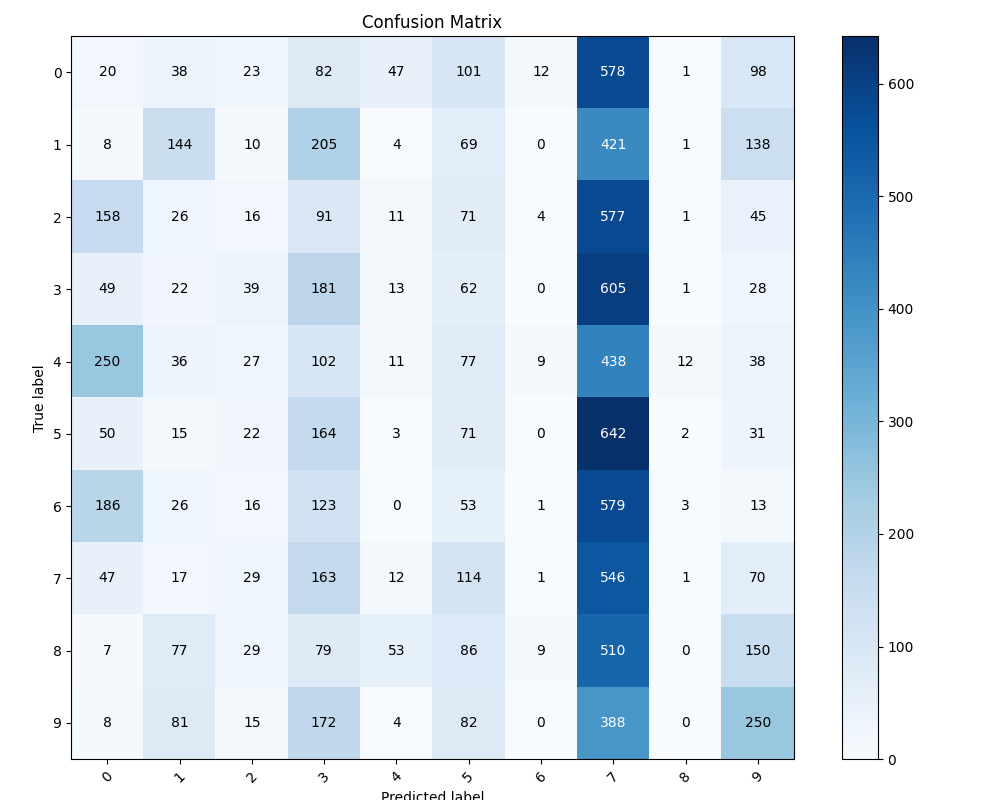 Confusion Matrix
0 20 38 23 82 47 101 12 578 1 98
1 8 144 10 205 4 69 0 421 1 138
2 158 26 16 91 11 71 4 577 1 45
3 49 22 39 181 13 62 0 605 1 28
4 250 36 27 102 11 77 9 438 12 38
5 50 15 22 164 3 71 0 642 2 31
6 186 26 16 123 0 53 1 579 3 13
7 47 17 29 163 12 114 1 546 1 70
8 7 77 29 79 53 86 9 510 0 150
9 8 81 15 172 4 82 0 388 0 250
0 1 2 3 4 5 6 7 8 9
Predicted label
True label
600
500
400
300
200
100
0